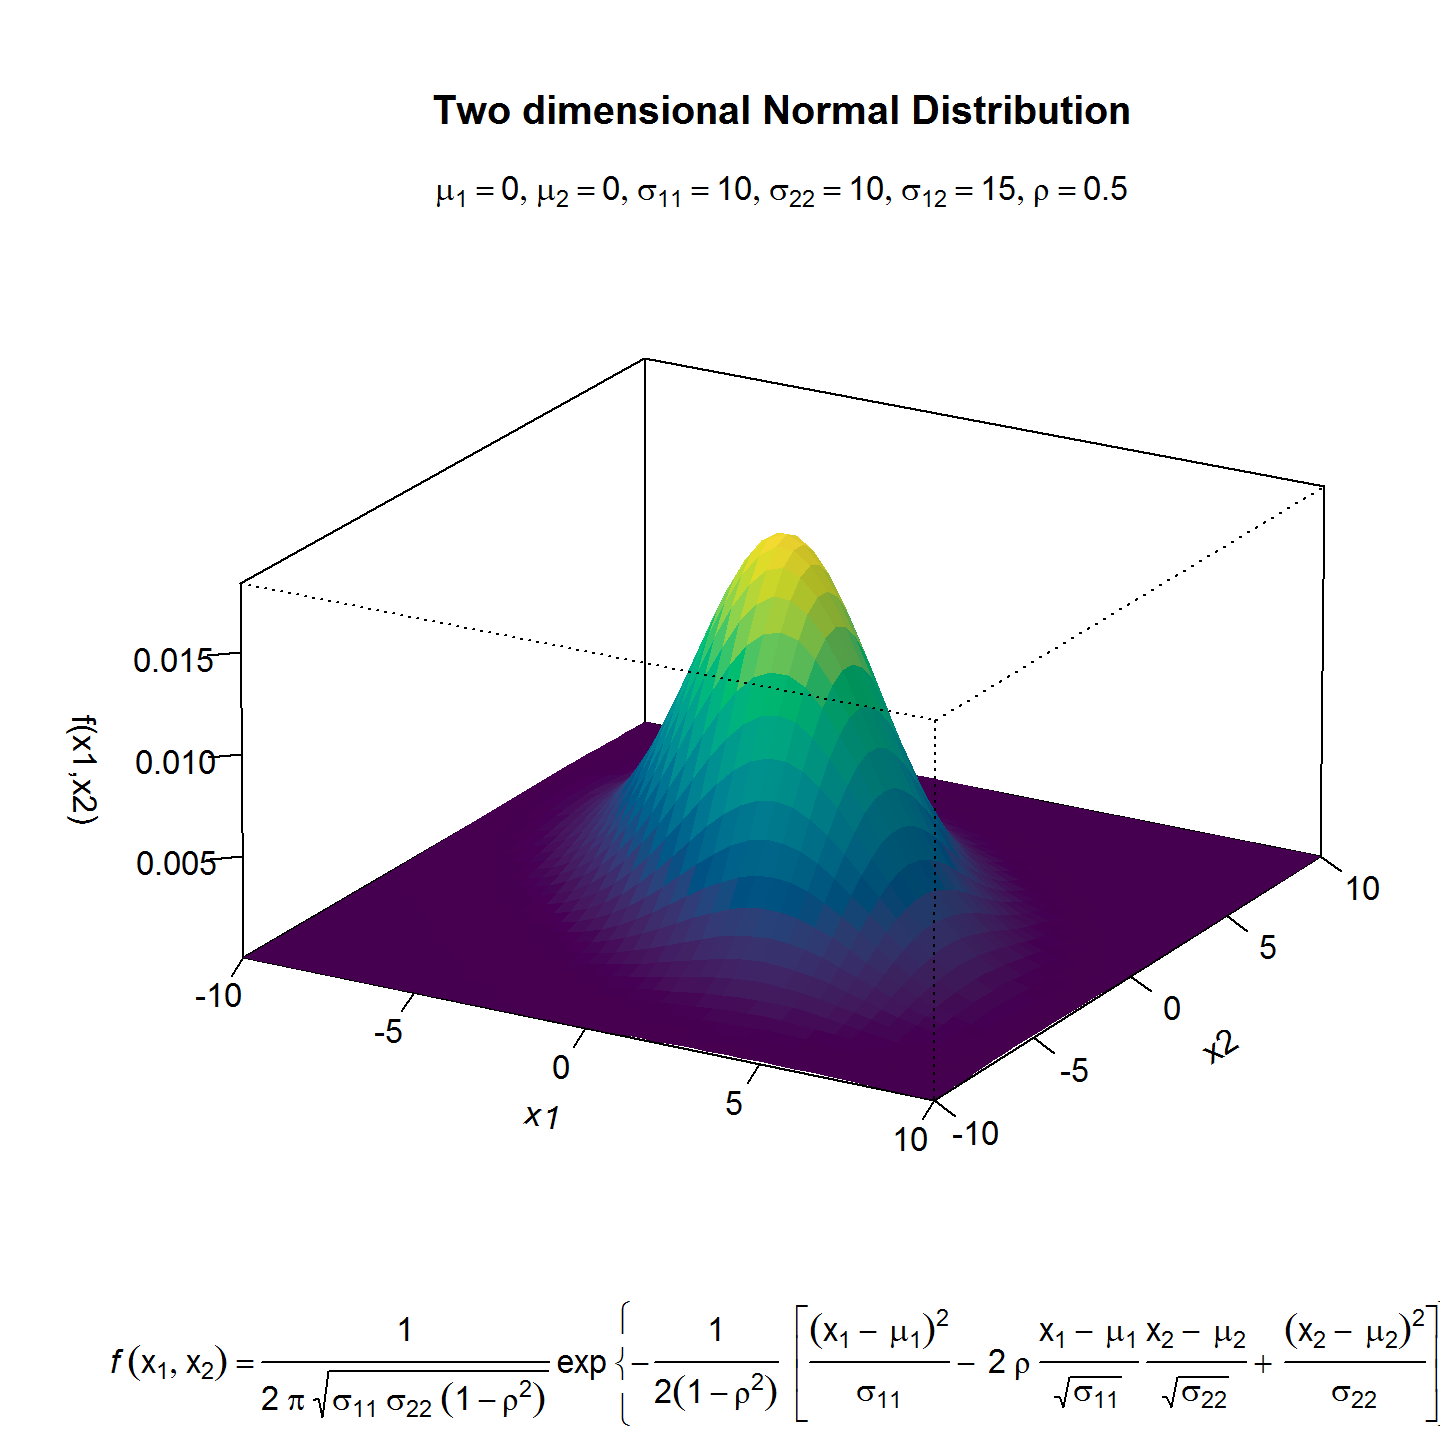 Two dimensional Normal Distribution
μ₁ = 0, μ₂ = 0, σ₁₁ = 10, σ₂₂ = 10, σ₁₂ = 15, ρ = 0.5
0.015
0.010
0.005
f(x1,x2)
-10
-5
0
5
10
x1
-10
-5
0
5
10
x2
f (x₁, x₂) = 1 / (2 π √(σ₁₁ σ₂₂ (1 − ρ²))) exp { − 1 / (2(1 − ρ²)) [ (x₁ − μ₁)² / σ₁₁ − 2 ρ (x₁ − μ₁) / √σ₁₁ (x₂ − μ₂) / √σ₂₂ + (x₂ − μ₂)² / σ₂₂ ]